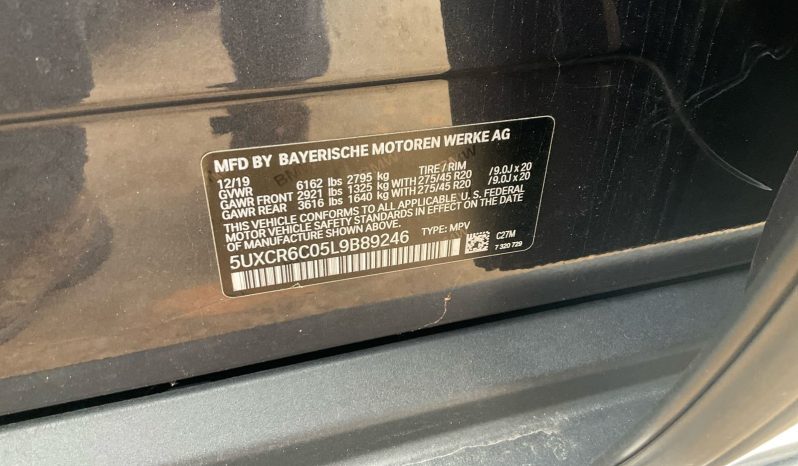 MFD BY BAYERISCHE MOTOREN WERKE AG
12/19 TIRE / RIM
GVWR 6162 lbs 2795 kg
GAWR FRONT 2921 lbs 1325 kg WITH 275/45 R20 /9.0J x 20
GAWR REAR 3616 lbs 1640 kg WITH 275/45 R20 /9.0J x 20
THIS VEHICLE CONFORMS TO ALL APPLICABLE U. S. FEDERAL
MOTOR VEHICLE SAFETY STANDARDS IN EFFECT ON THE DATE
OF MANUFACTURE SHOWN ABOVE.
5UXCR6C05L9B89246 TYPE: MPV
C27M
7 320 729